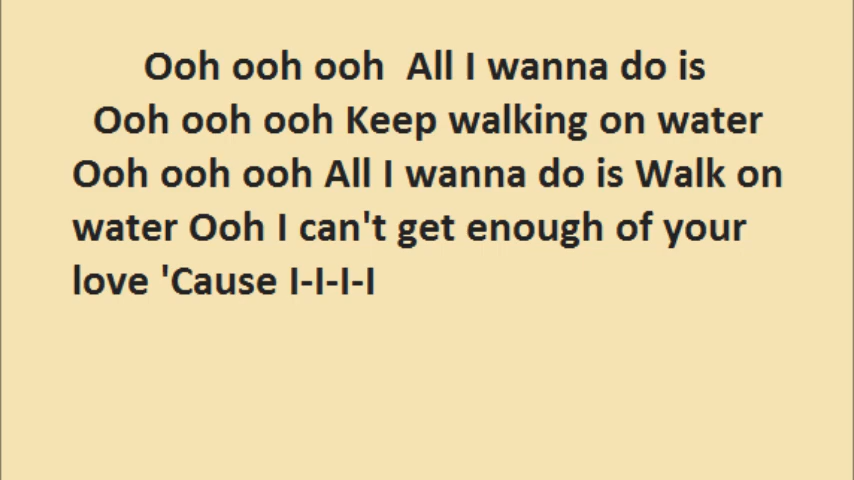 Ooh ooh ooh  All I wanna do is
Ooh ooh ooh Keep walking on water
Ooh ooh ooh All I wanna do is Walk on
water Ooh I can't get enough of your
love 'Cause I-I-I-I